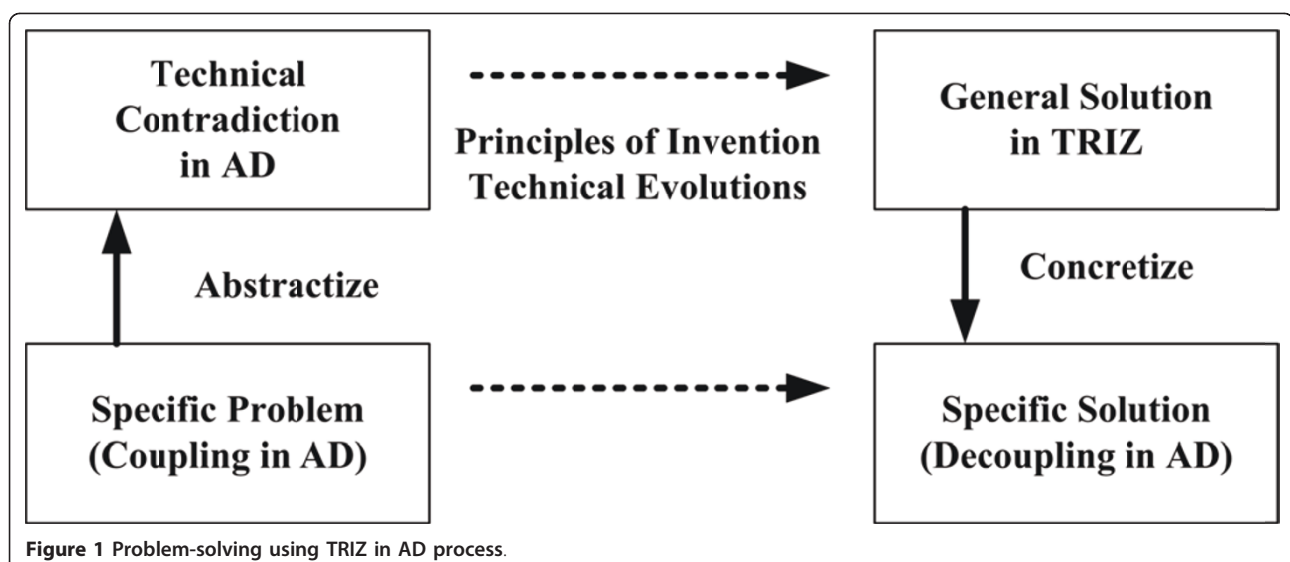 Technical
Contradiction
in AD
Principles of Invention
Technical Evolutions
General Solution
in TRIZ
Abstractize
Concretize
Specific Problem
(Coupling in AD)
Specific Solution
(Decoupling in AD)
Figure 1 Problem-solving using TRIZ in AD process.